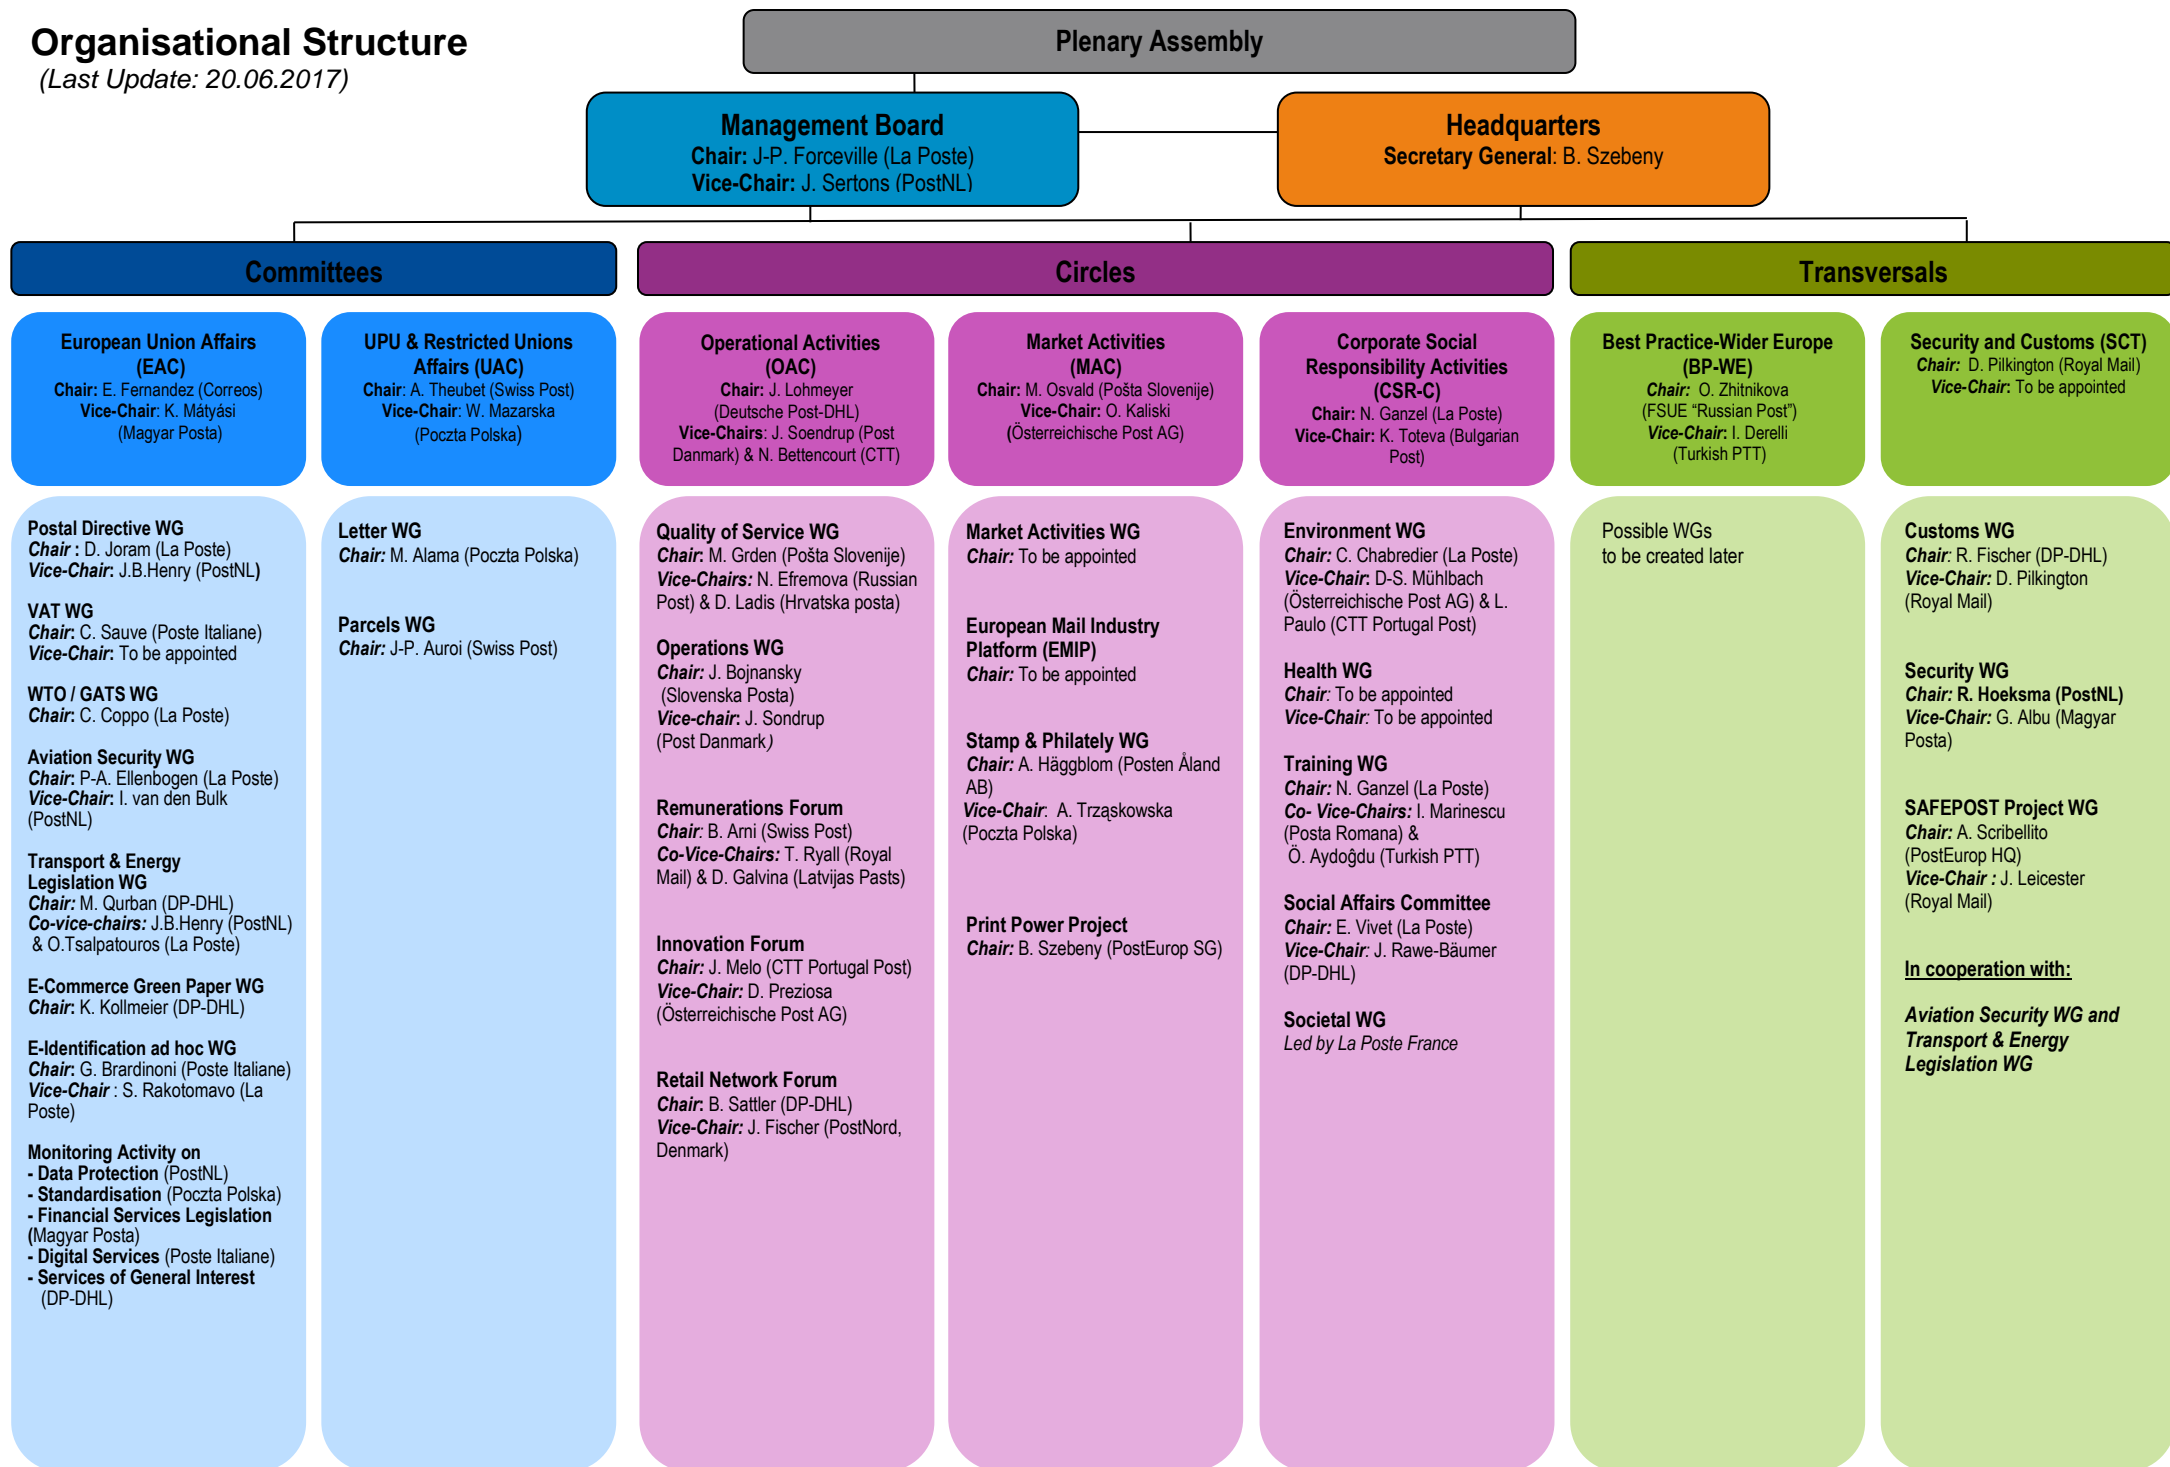 Organisational Structure
(Last Update: 20.06.2017)
Plenary Assembly
Management Board
Chair: J-P. Forceville (La Poste)
Vice-Chair: J. Sertons (PostNL)
Headquarters
Secretary General: B. Szebeny
Committees
Circles
Transversals
European Union Affairs
(EAC)
Chair: E. Fernandez (Correos)
Vice-Chair: K. Mátyási
(Magyar Posta)
UPU & Restricted Unions
Affairs (UAC)
Chair: A. Theubet (Swiss Post)
Vice-Chair: W. Mazarska
(Poczta Polska)
Operational Activities
(OAC)
Chair: J. Lohmeyer
(Deutsche Post-DHL)
Vice-Chairs: J. Soendrup (Post
Danmark) & N. Bettencourt (CTT)
Market Activities
(MAC)
Chair: M. Osvald (Pošta Slovenije)
Vice-Chair: O. Kaliski
(Österreichische Post AG)
Corporate Social
Responsibility Activities
(CSR-C)
Chair: N. Ganzel (La Poste)
Vice-Chair: K. Toteva (Bulgarian
Post)
Best Practice-Wider Europe
(BP-WE)
Chair: O. Zhitnikova
(FSUE “Russian Post”)
Vice-Chair: I. Derelli
(Turkish PTT)
Security and Customs (SCT)
Chair: D. Pilkington (Royal Mail)
Vice-Chair: To be appointed
Postal Directive WG
Chair : D. Joram (La Poste)
Vice-Chair: J.B.Henry (PostNL)
VAT WG
Chair: C. Sauve (Poste Italiane)
Vice-Chair: To be appointed
WTO / GATS WG
Chair: C. Coppo (La Poste)
Aviation Security WG
Chair: P-A. Ellenbogen (La Poste)
Vice-Chair: I. van den Bulk
(PostNL)
Transport & Energy
Legislation WG
Chair: M. Qurban (DP-DHL)
Co-vice-chairs: J.B.Henry (PostNL)
& O.Tsalpatouros (La Poste)
E-Commerce Green Paper WG
Chair: K. Kollmeier (DP-DHL)
E-Identification ad hoc WG
Chair: G. Brardinoni (Poste Italiane)
Vice-Chair : S. Rakotomavo (La
Poste)
Monitoring Activity on
- Data Protection (PostNL)
- Standardisation (Poczta Polska)
- Financial Services Legislation
(Magyar Posta)
- Digital Services (Poste Italiane)
- Services of General Interest
(DP-DHL)
Letter WG
Chair: M. Alama (Poczta Polska)
Parcels WG
Chair: J-P. Auroi (Swiss Post)
Quality of Service WG
Chair: M. Grden (Pošta Slovenije)
Vice-Chairs: N. Efremova (Russian
Post) & D. Ladis (Hrvatska posta)
Operations WG
Chair: J. Bojnansky
(Slovenska Posta)
Vice-chair: J. Sondrup
(Post Danmark)
Remunerations Forum
Chair: B. Arni (Swiss Post)
Co-Vice-Chairs: T. Ryall (Royal
Mail) & D. Galvina (Latvijas Pasts)
Innovation Forum
Chair: J. Melo (CTT Portugal Post)
Vice-Chair: D. Preziosa
(Österreichische Post AG)
Retail Network Forum
Chair: B. Sattler (DP-DHL)
Vice-Chair: J. Fischer (PostNord,
Denmark)
Market Activities WG
Chair: To be appointed
European Mail Industry
Platform (EMIP)
Chair: To be appointed
Stamp & Philately WG
Chair: A. Häggblom (Posten Åland
AB)
Vice-Chair: A. Trząskowska
(Poczta Polska)
Print Power Project
Chair: B. Szebeny (PostEurop SG)
Environment WG
Chair: C. Chabredier (La Poste)
Vice-Chair: D-S. Mühlbach
(Österreichische Post AG) & L.
Paulo (CTT Portugal Post)
Health WG
Chair: To be appointed
Vice-Chair: To be appointed
Training WG
Chair: N. Ganzel (La Poste)
Co- Vice-Chairs: I. Marinescu
(Posta Romana) &
Ö. Aydoĝdu (Turkish PTT)
Social Affairs Committee
Chair: E. Vivet (La Poste)
Vice-Chair: J. Rawe-Bäumer
(DP-DHL)
Societal WG
Led by La Poste France
Possible WGs
to be created later
Customs WG
Chair: R. Fischer (DP-DHL)
Vice-Chair: D. Pilkington
(Royal Mail)
Security WG
Chair: R. Hoeksma (PostNL)
Vice-Chair: G. Albu (Magyar
Posta)
SAFEPOST Project WG
Chair: A. Scribellito
(PostEurop HQ)
Vice-Chair : J. Leicester
(Royal Mail)
In cooperation with:
Aviation Security WG and
Transport & Energy
Legislation WG